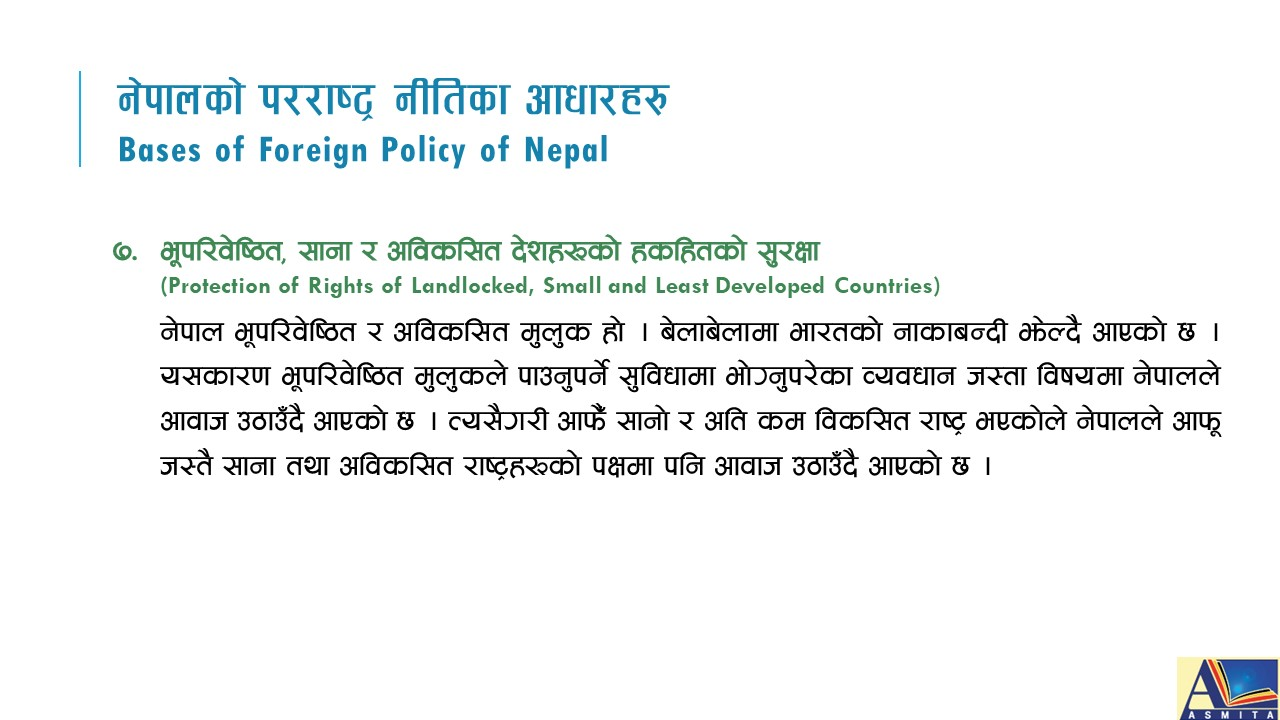 नेपालको परराष्ट्र नीतिका आधारहरु
Bases of Foreign Policy of Nepal
७. भूपरिवेष्ठित, साना र अविकसित देशहरूको हकहितको सुरक्षा
(Protection of Rights of Landlocked, Small and Least Developed Countries)
नेपाल भूपरिवेष्ठित र अविकसित मुलुक हो । बेलाबेलामा भारतको नाकाबन्दी झेल्दै आएको छ ।
यसकारण भूपरिवेष्ठित मुलुकले पाउनुपर्ने सुविधामा भोग्नुपरेका व्यवधान जस्ता विषयमा नेपालले
आवाज उठाउँदै आएको छ । त्यसैगरी आफैँ सानो र अति कम विकसित राष्ट्र भएकोले नेपालले आफू
जस्तै साना तथा अविकसित राष्ट्रहरूको पक्षमा पनि आवाज उठाउँदै आएको छ ।
ASMITA